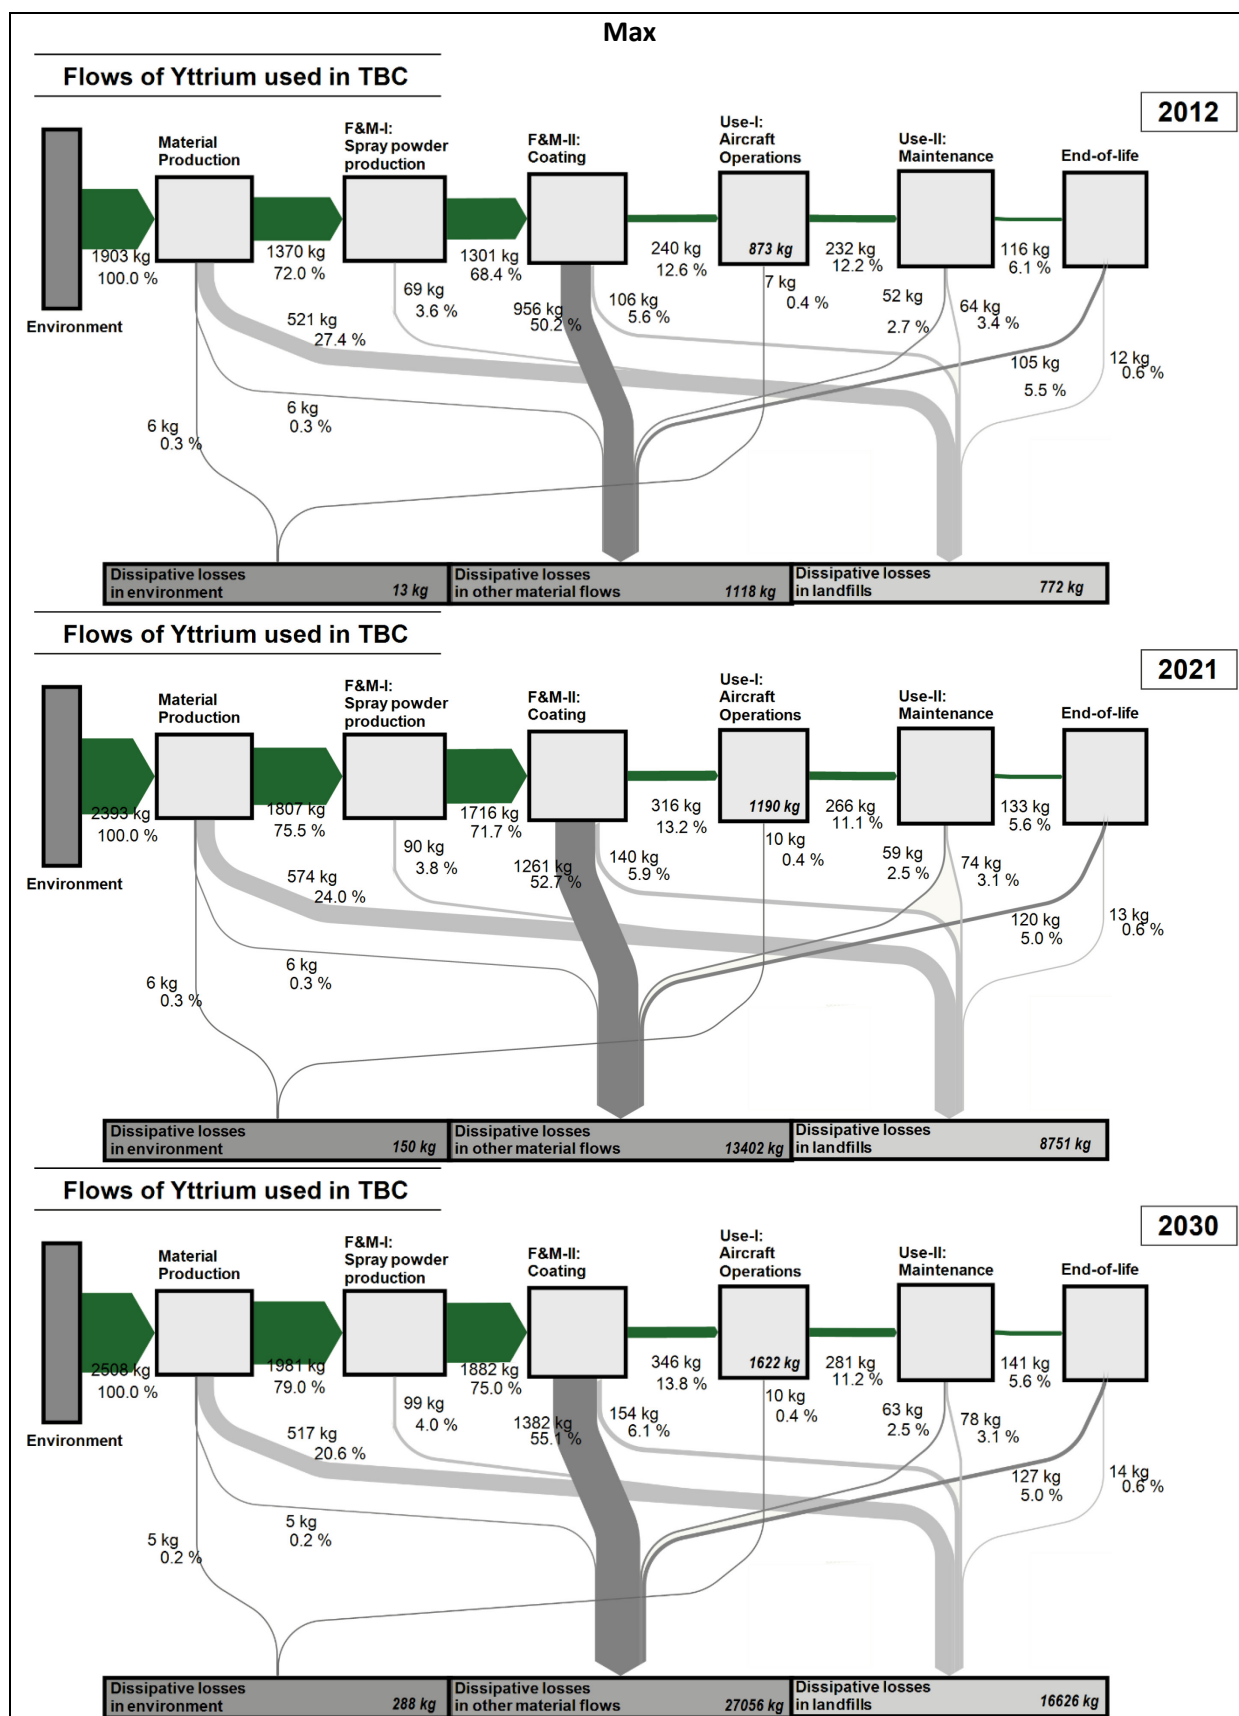 Max
Flows of Yttrium used in TBC
2012
Material
Production
F&M-I:
Spray powder
production
F&M-II:
Coating
Use-I:
Aircraft
Operations
Use-II:
Maintenance
End-of-life
1903 kg
100.0 %
1370 kg
72.0 %
1301 kg
68.4 %
240 kg
12.6 %
873 kg
232 kg
12.2 %
116 kg
6.1 %
Environment
521 kg
27.4 %
69 kg
3.6 %
956 kg
50.2 %
106 kg
5.6 %
7 kg
0.4 %
52 kg
2.7 %
64 kg
3.4 %
105 kg
5.5 %
12 kg
0.6 %
6 kg
0.3 %
6 kg
0.3 %
Dissipative losses
in environment
13 kg
Dissipative losses
in other material flows
1118 kg
Dissipative losses
in landfills
772 kg
Flows of Yttrium used in TBC
2021
Material
Production
F&M-I:
Spray powder
production
F&M-II:
Coating
Use-I:
Aircraft
Operations
Use-II:
Maintenance
End-of-life
2393 kg
100.0 %
1807 kg
75.5 %
1716 kg
71.7 %
316 kg
13.2 %
1190 kg
266 kg
11.1 %
133 kg
5.6 %
Environment
574 kg
24.0 %
90 kg
3.8 %
1261 kg
52.7 %
140 kg
5.9 %
10 kg
0.4 %
59 kg
2.5 %
74 kg
3.1 %
120 kg
5.0 %
13 kg
0.6 %
6 kg
0.3 %
6 kg
0.3 %
Dissipative losses
in environment
150 kg
Dissipative losses
in other material flows
13402 kg
Dissipative losses
in landfills
8751 kg
Flows of Yttrium used in TBC
2030
Material
Production
F&M-I:
Spray powder
production
F&M-II:
Coating
Use-I:
Aircraft
Operations
Use-II:
Maintenance
End-of-life
2508 kg
100.0 %
1981 kg
79.0 %
1882 kg
75.0 %
346 kg
13.8 %
1622 kg
281 kg
11.2 %
141 kg
5.6 %
Environment
517 kg
20.6 %
99 kg
4.0 %
1382 kg
55.1 %
154 kg
6.1 %
10 kg
0.4 %
63 kg
2.5 %
78 kg
3.1 %
127 kg
5.0 %
14 kg
0.6 %
5 kg
0.2 %
5 kg
0.2 %
Dissipative losses
in environment
288 kg
Dissipative losses
in other material flows
27056 kg
Dissipative losses
in landfills
16626 kg